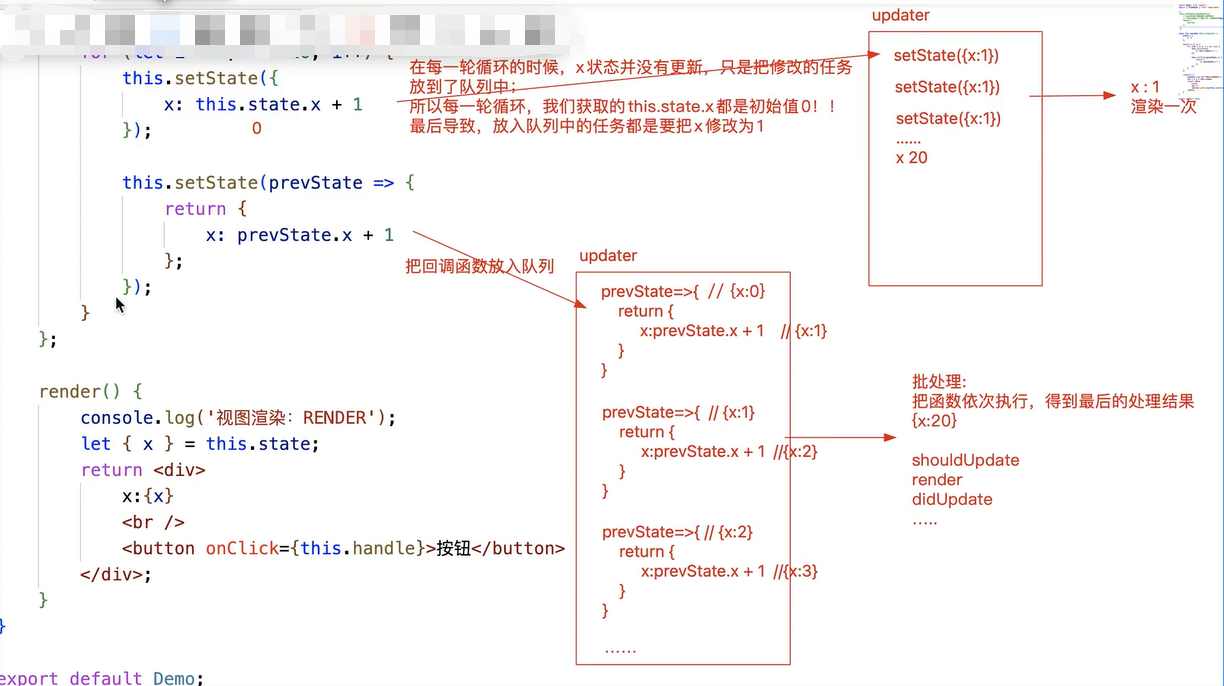 updater
for (let
this.setState({
x: this.state.x + 1
});
0
在每一轮循环的时候，x状态并没有更新，只是把修改的任务
放到了队列中；
所以每一轮循环，我们获取的this.state.x都是初始值0！！
最后导致，放入队列中的任务都是要把x修改为1
setState({x:1})
setState({x:1})
setState({x:1})
......
x 20
x : 1
渲染一次
this.setState(prevState => {
return {
x: prevState.x + 1
};
});
}
};
把回调函数放入队列
updater
prevState=>{ // {x:0}
return {
x:prevState.x + 1 // {x:1}
}
}
prevState=>{ // {x:1}
return {
x:prevState.x + 1 //{x:2}
}
}
prevState=>{ // {x:2}
return {
x:prevState.x + 1 //{x:3}
}
}
......
批处理:
把函数依次执行，得到最后的处理结果
{x:20}
shouldUpdate
render
didUpdate
.....
render() {
console.log('视图渲染：RENDER');
let { x } = this.state;
return <div>
x:{x}
<br />
<button onClick={this.handle}>按钮</button>
</div>;
}
}
export default Demo;